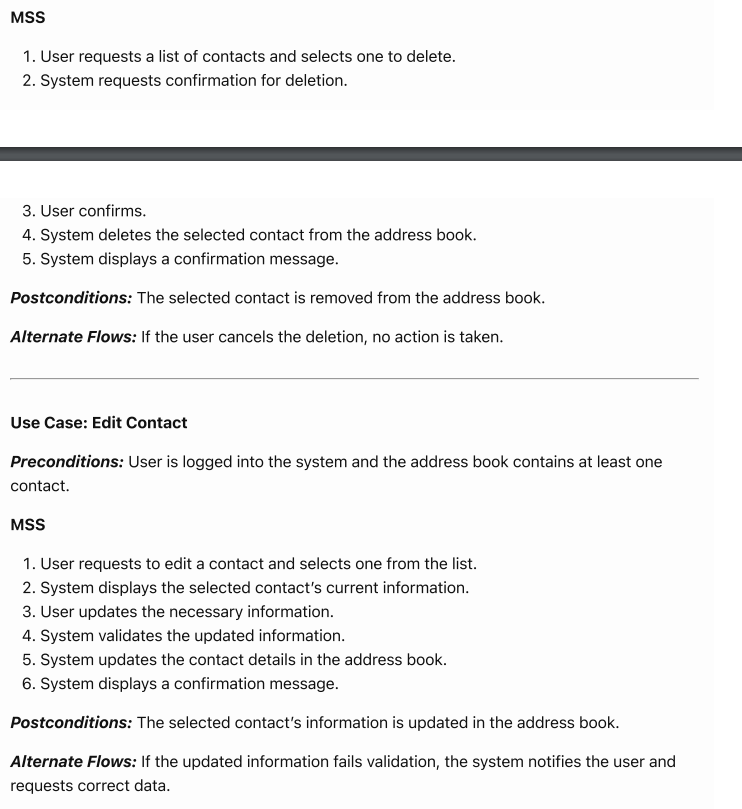 MSS
1. User requests a list of contacts and selects one to delete.
2. System requests confirmation for deletion.
3. User confirms.
4. System deletes the selected contact from the address book.
5. System displays a confirmation message.
Postconditions: The selected contact is removed from the address book.
Alternate Flows: If the user cancels the deletion, no action is taken.
Use Case: Edit Contact
Preconditions: User is logged into the system and the address book contains at least one
contact.
MSS
1. User requests to edit a contact and selects one from the list.
2. System displays the selected contact’s current information.
3. User updates the necessary information.
4. System validates the updated information.
5. System updates the contact details in the address book.
6. System displays a confirmation message.
Postconditions: The selected contact’s information is updated in the address book.
Alternate Flows: If the updated information fails validation, the system notifies the user and
requests correct data.